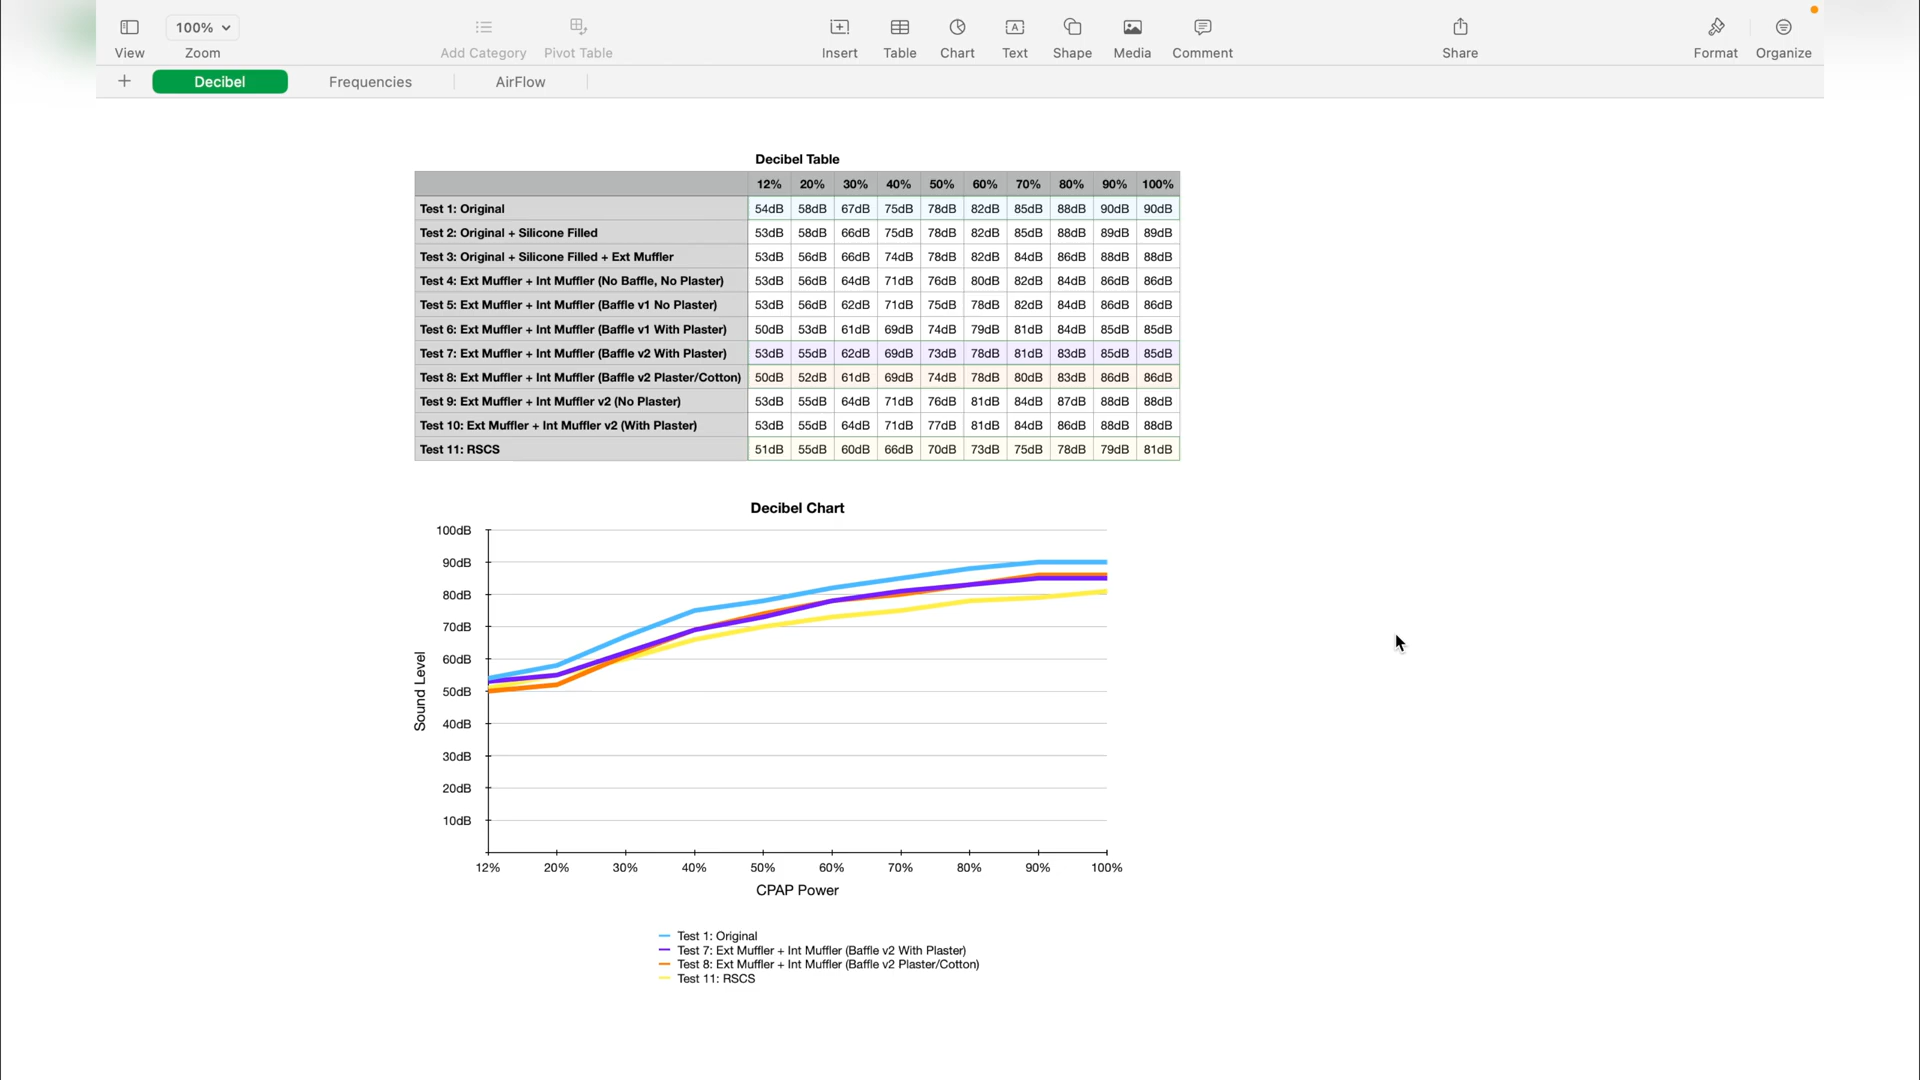 100%
View
Zoom
Add Category
Pivot Table
Insert
Table
Chart
Text
Shape
Media
Comment
Share
Format
Organize
+ Decibel Frequencies AirFlow
Decibel Table
12% 20% 30% 40% 50% 60% 70% 80% 90% 100%
Test 1: Original 54dB 58dB 67dB 75dB 78dB 82dB 85dB 88dB 90dB 90dB
Test 2: Original + Silicone Filled 53dB 58dB 66dB 75dB 78dB 82dB 85dB 88dB 89dB 89dB
Test 3: Original + Silicone Filled + Ext Muffler 53dB 56dB 66dB 74dB 78dB 82dB 84dB 86dB 88dB 88dB
Test 4: Ext Muffler + Int Muffler (No Baffle, No Plaster) 53dB 56dB 64dB 71dB 76dB 80dB 82dB 84dB 86dB 86dB
Test 5: Ext Muffler + Int Muffler (Baffle v1 No Plaster) 53dB 56dB 62dB 71dB 75dB 78dB 82dB 84dB 86dB 86dB
Test 6: Ext Muffler + Int Muffler (Baffle v1 With Plaster) 50dB 53dB 61dB 69dB 74dB 79dB 81dB 84dB 85dB 85dB
Test 7: Ext Muffler + Int Muffler (Baffle v2 With Plaster) 53dB 55dB 62dB 69dB 73dB 78dB 81dB 83dB 85dB 85dB
Test 8: Ext Muffler + Int Muffler (Baffle v2 Plaster/Cotton) 50dB 52dB 61dB 69dB 74dB 78dB 80dB 83dB 86dB 86dB
Test 9: Ext Muffler + Int Muffler v2 (No Plaster) 53dB 55dB 64dB 71dB 76dB 81dB 84dB 87dB 88dB 88dB
Test 10: Ext Muffler + Int Muffler v2 (With Plaster) 53dB 55dB 64dB 71dB 77dB 81dB 84dB 86dB 88dB 88dB
Test 11: RSCS 51dB 55dB 60dB 66dB 70dB 73dB 75dB 78dB 79dB 81dB
Decibel Chart
100dB
90dB
80dB
70dB
60dB
50dB
40dB
30dB
20dB
10dB
Sound Level
12% 20% 30% 40% 50% 60% 70% 80% 90% 100%
CPAP Power
Test 1: Original
Test 7: Ext Muffler + Int Muffler (Baffle v2 With Plaster)
Test 8: Ext Muffler + Int Muffler (Baffle v2 Plaster/Cotton)
Test 11: RSCS